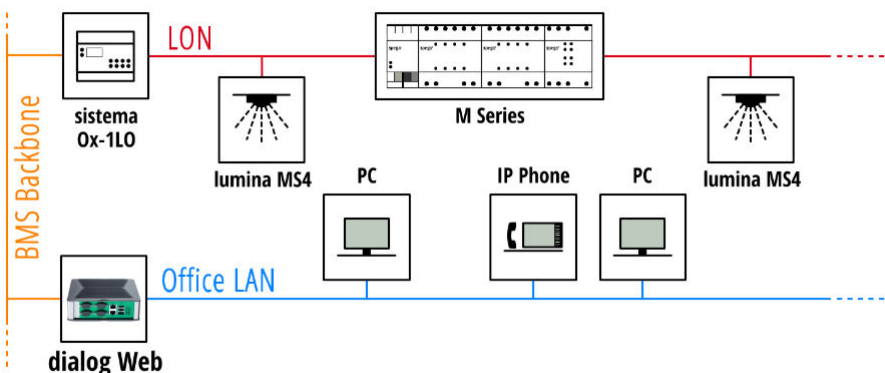 LON
sistema
Ox-1LO
M Series
lumina MS4
lumina MS4
PC
IP Phone
PC
BMS Backbone
Office LAN
dialog Web